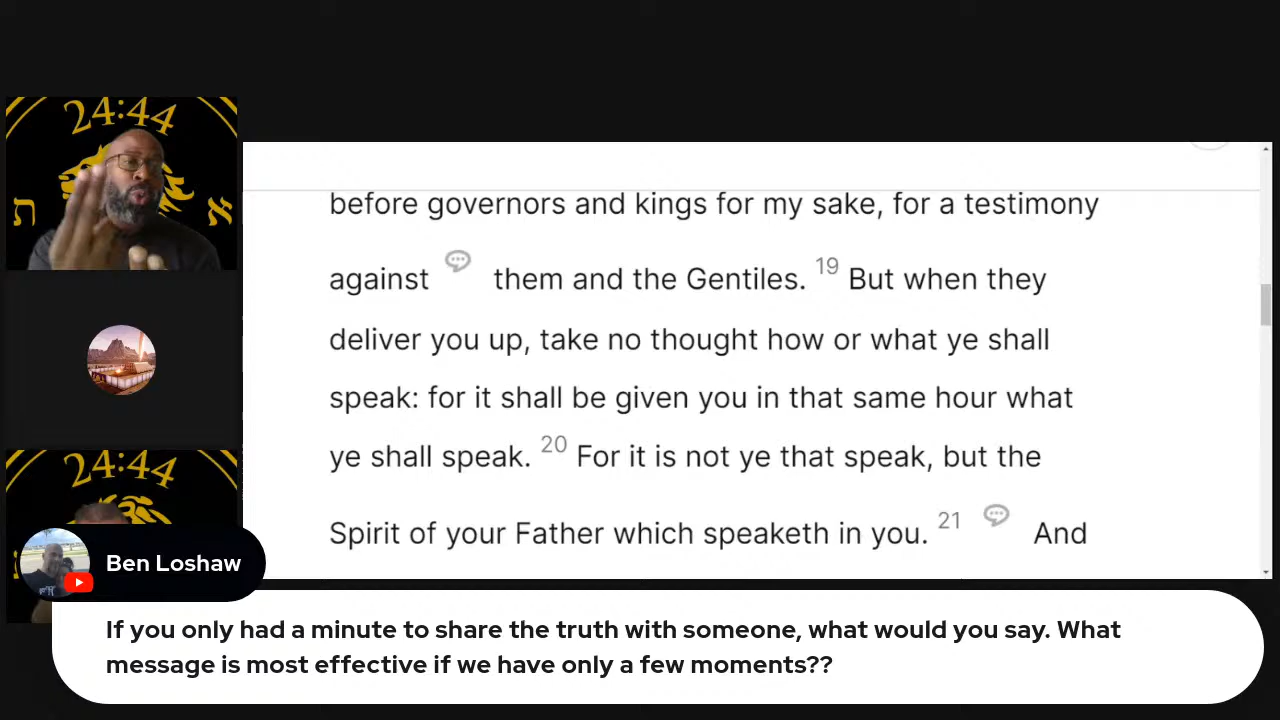 24:44
ת א
before governors and kings for my sake, for a testimony
against them and the Gentiles. 19 But when they
deliver you up, take no thought how or what ye shall
speak: for it shall be given you in that same hour what
ye shall speak. 20 For it is not ye that speak, but the
Spirit of your Father which speaketh in you. 21 And
24:44
Ben Loshaw
If you only had a minute to share the truth with someone, what would you say. What
message is most effective if we have only a few moments??